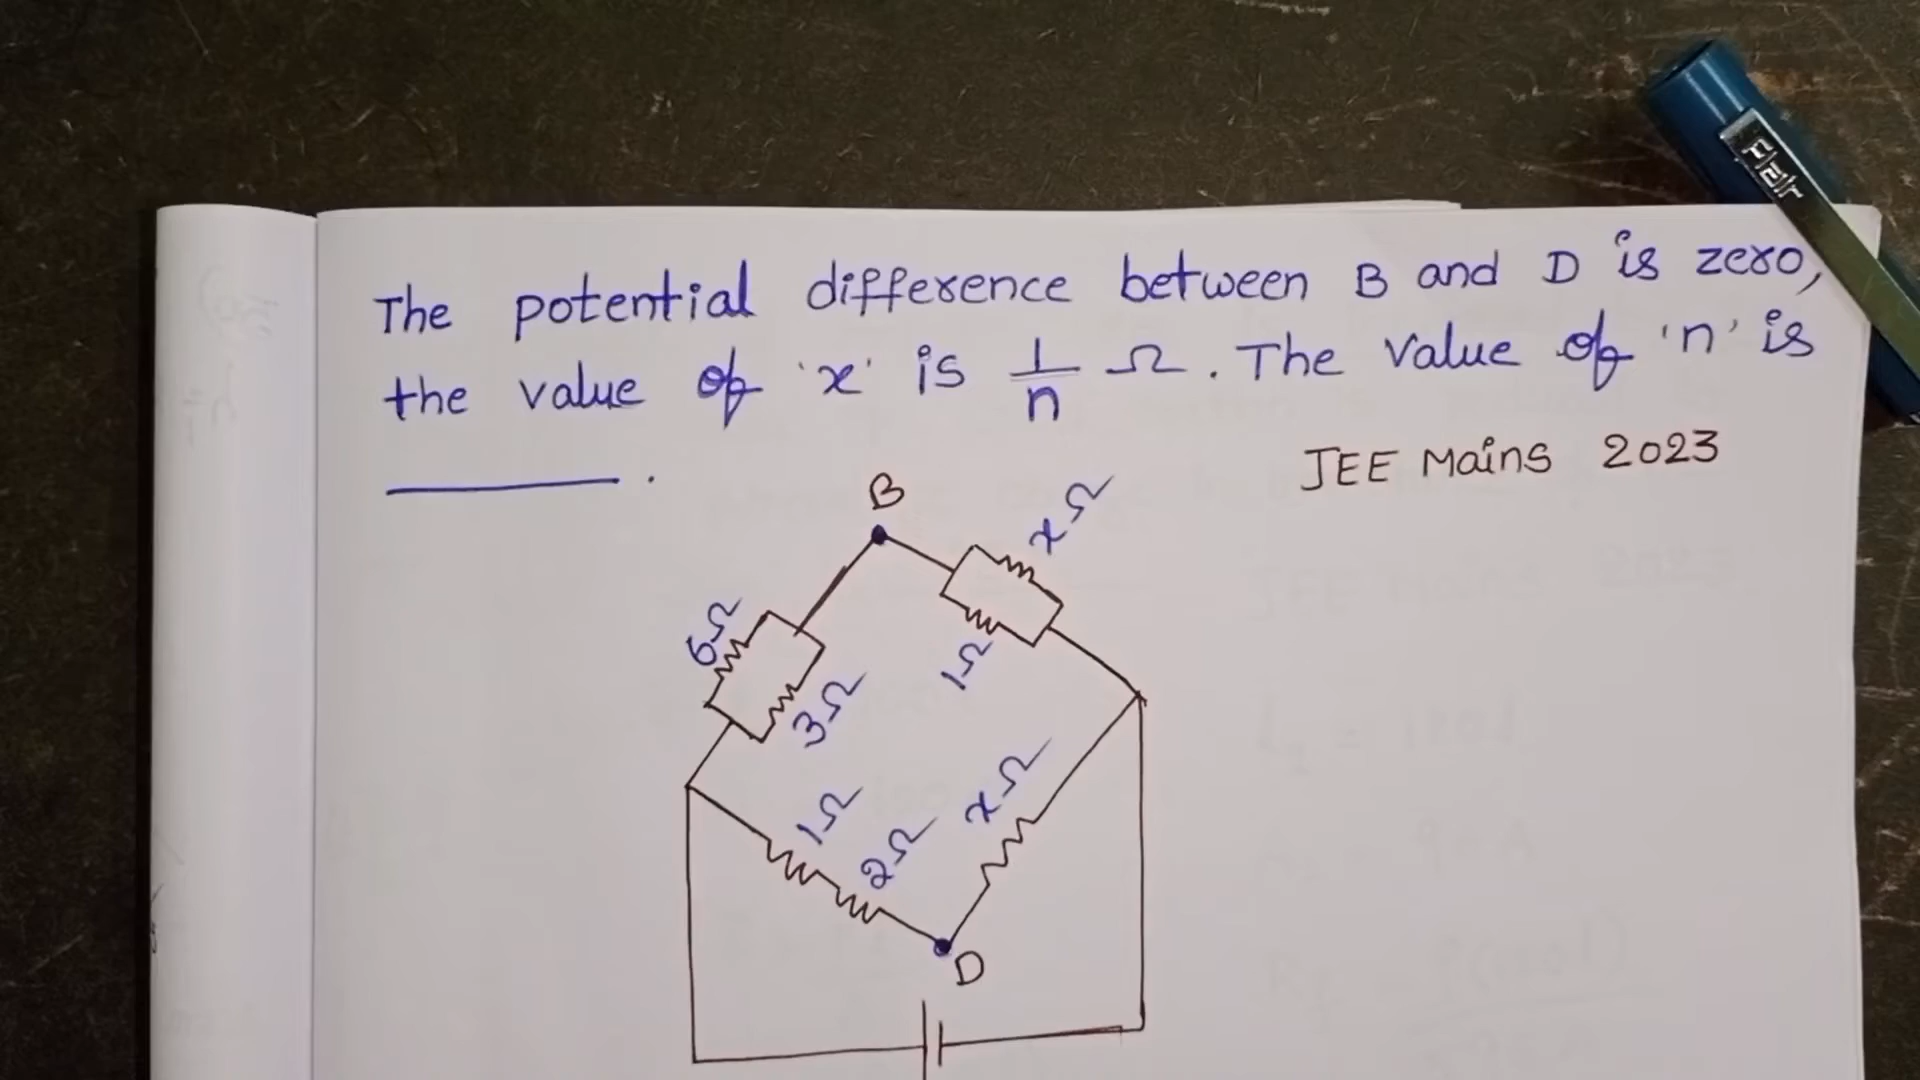 Flair
The potential difference between B and D is zero,
the value of 'x' is 1/n Ω. The value of 'n' is
______ .
JEE Mains 2023
B
xΩ
6Ω
3Ω
1Ω
1Ω
2Ω
xΩ
D